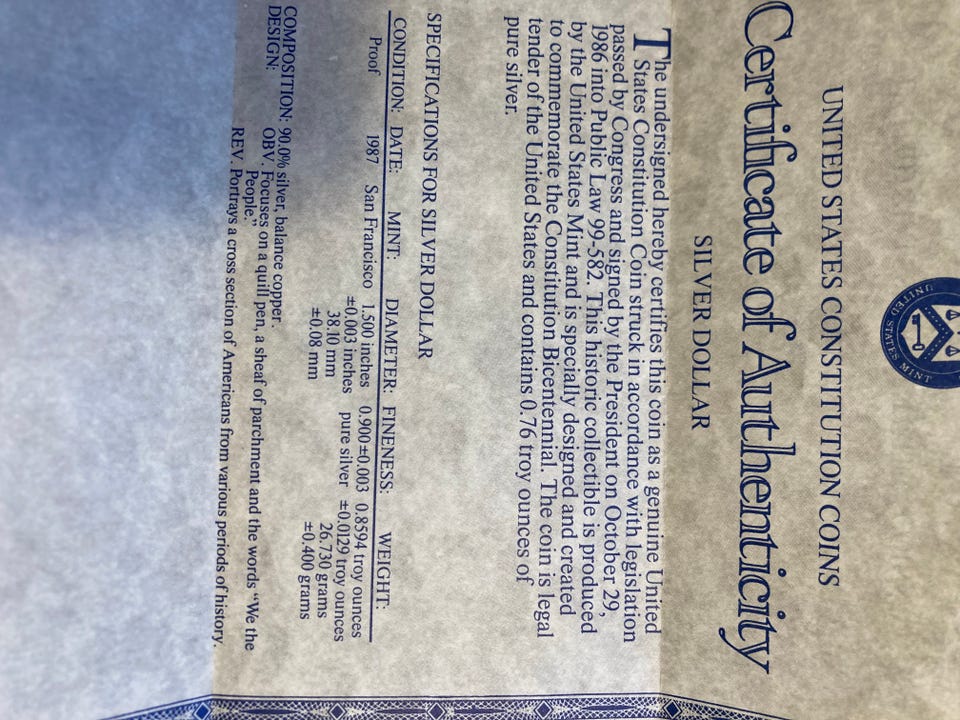 UNITED STATES MINT
UNITED STATES CONSTITUTION COINS
Certificate of Authenticity
SILVER DOLLAR
The undersigned hereby certifies this coin as a genuine United
States Constitution Coin struck in accordance with legislation
passed by Congress and signed by the President on October 29,
1986 into Public Law 99-582. This historic collectible is produced
by the United States Mint and is specially designed and created
to commemorate the Constitution Bicentennial. The coin is legal
tender of the United States and contains 0.76 troy ounces of
pure silver.
SPECIFICATIONS FOR SILVER DOLLAR
CONDITION: DATE: MINT: DIAMETER: FINENESS: WEIGHT:
Proof 1987 San Francisco 1.500 inches 0.900±0.003 0.8594 troy ounces
±0.003 inches pure silver ±0.0129 troy ounces
38.10 mm 26.730 grams
±0.08 mm ±0.400 grams
COMPOSITION: 90.0% silver, balance copper.
DESIGN: OBV. Focuses on a quill pen, a sheaf of parchment and the words “We the
People.”
REV. Portrays a cross section of Americans from various periods of history.